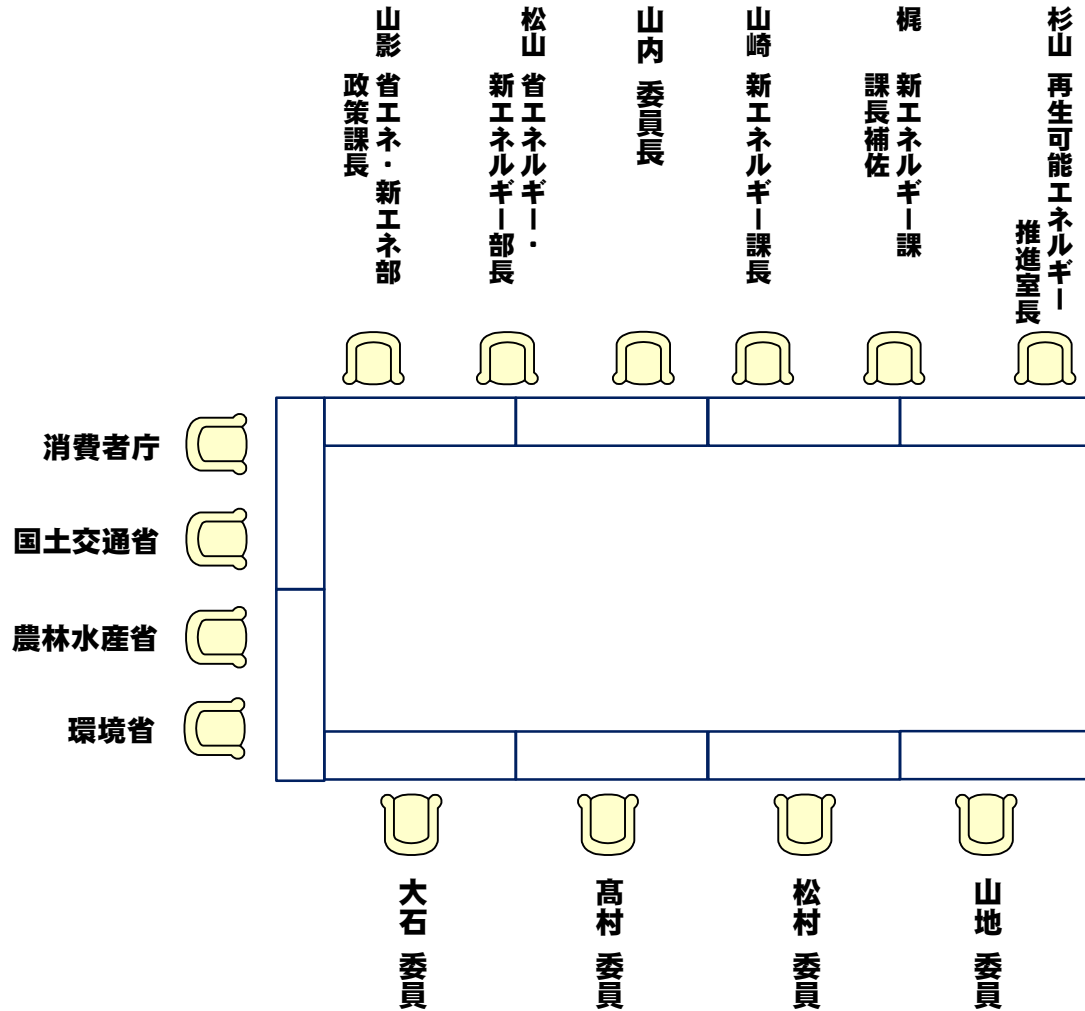 山影 省エネ・新エネ部
政策課長
松山 省エネルギー・
新エネルギー部長
山内 委員長
山崎 新エネルギー課長
梶 新エネルギー課
課長補佐
杉山 再生可能エネルギー
推進室長
消費者庁
国土交通省
農林水産省
環境省
大石 委員
髙村 委員
松村 委員
山地 委員